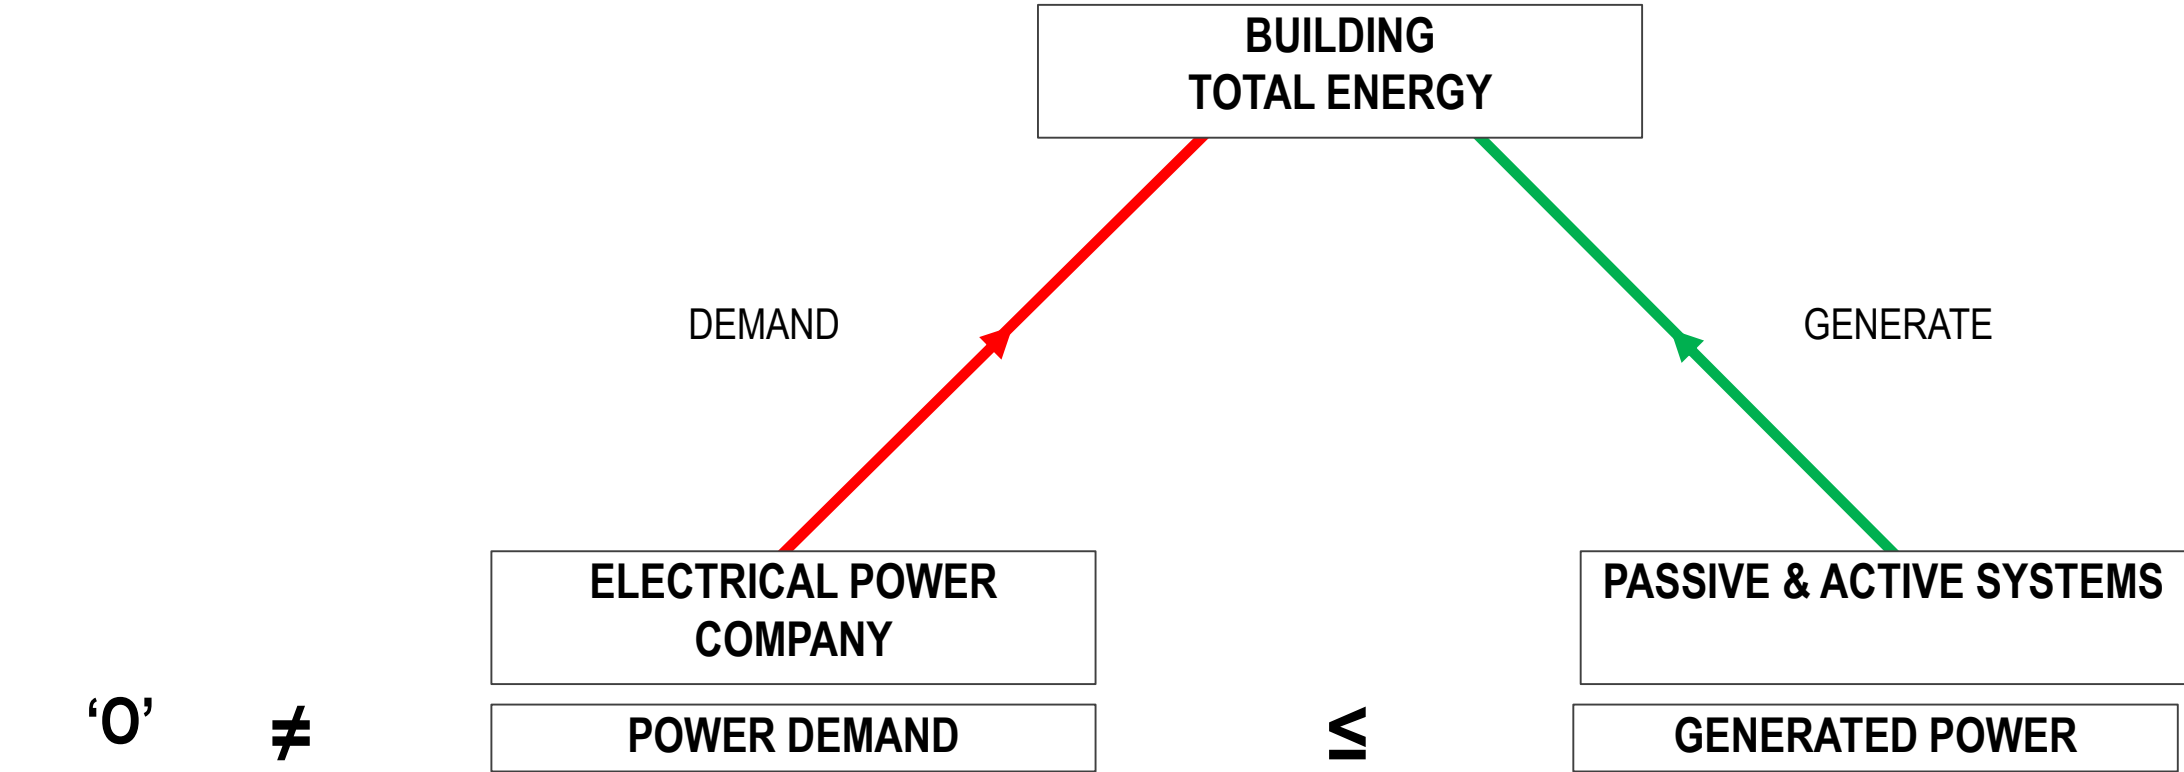 BUILDING
TOTAL ENERGY
DEMAND
GENERATE
ELECTRICAL POWER
COMPANY
PASSIVE & ACTIVE SYSTEMS
‘O’ ≠ POWER DEMAND ≤ GENERATED POWER